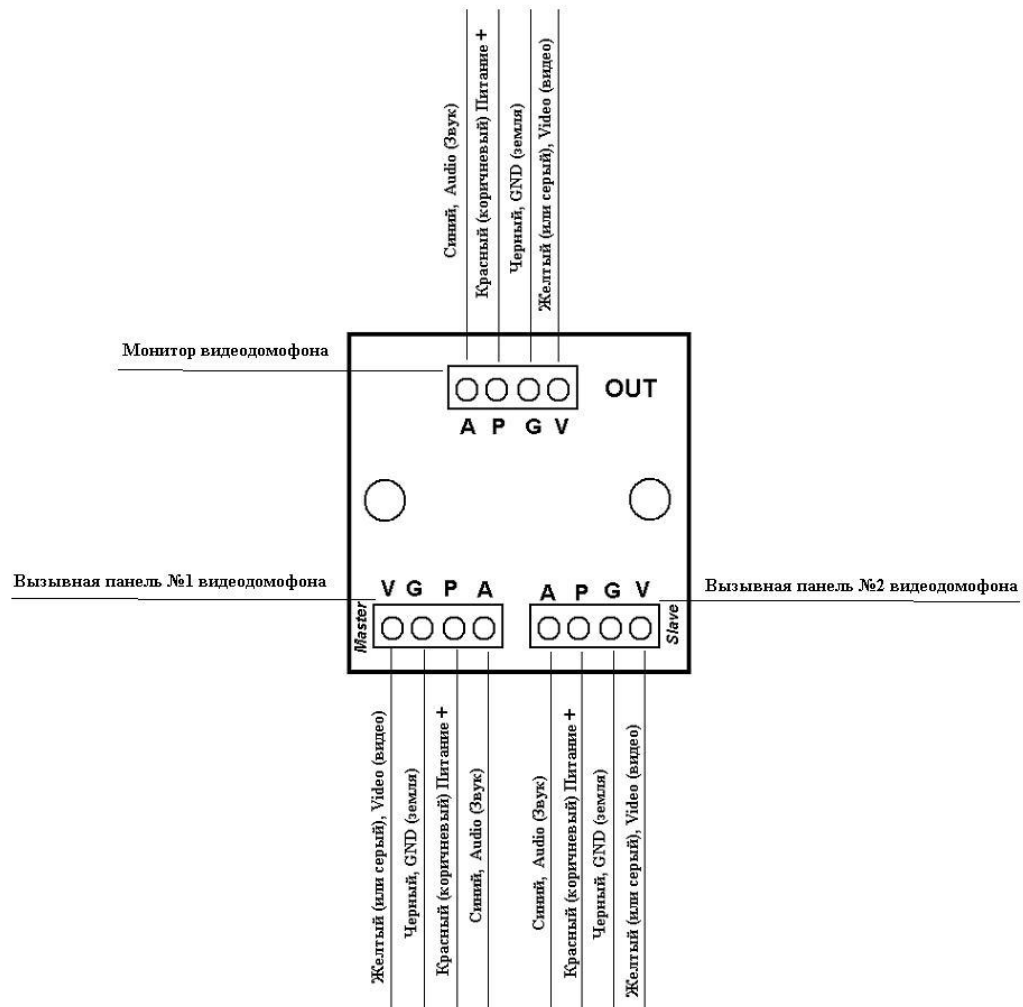 Синий, Audio (Звук)
Красный (коричневый) Питание +
Черный, GND (земля)
Желтый (или серый), Video (видео)
Монитор видеодомофона
OUT
A P G V
Вызывная панель №1 видеодомофона
V G P A
A P G V
Вызывная панель №2 видеодомофона
Master
Slave
Желтый (или серый), Video (видео)
Черный, GND (земля)
Красный (коричневый) Питание +
Синий, Audio (Звук)
Синий, Audio (Звук)
Красный (коричневый) Питание +
Черный, GND (земля)
Желтый (или серый), Video (видео)